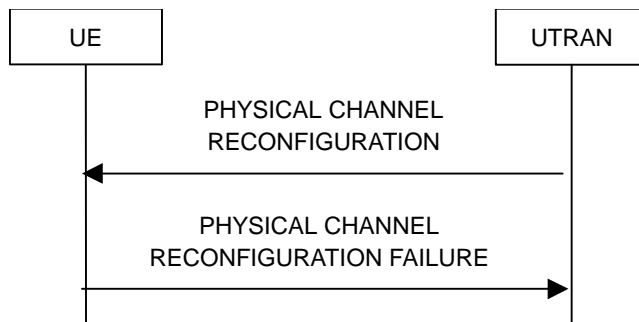 UE
UTRAN
PHYSICAL CHANNEL
RECONFIGURATION
PHYSICAL CHANNEL
RECONFIGURATION FAILURE